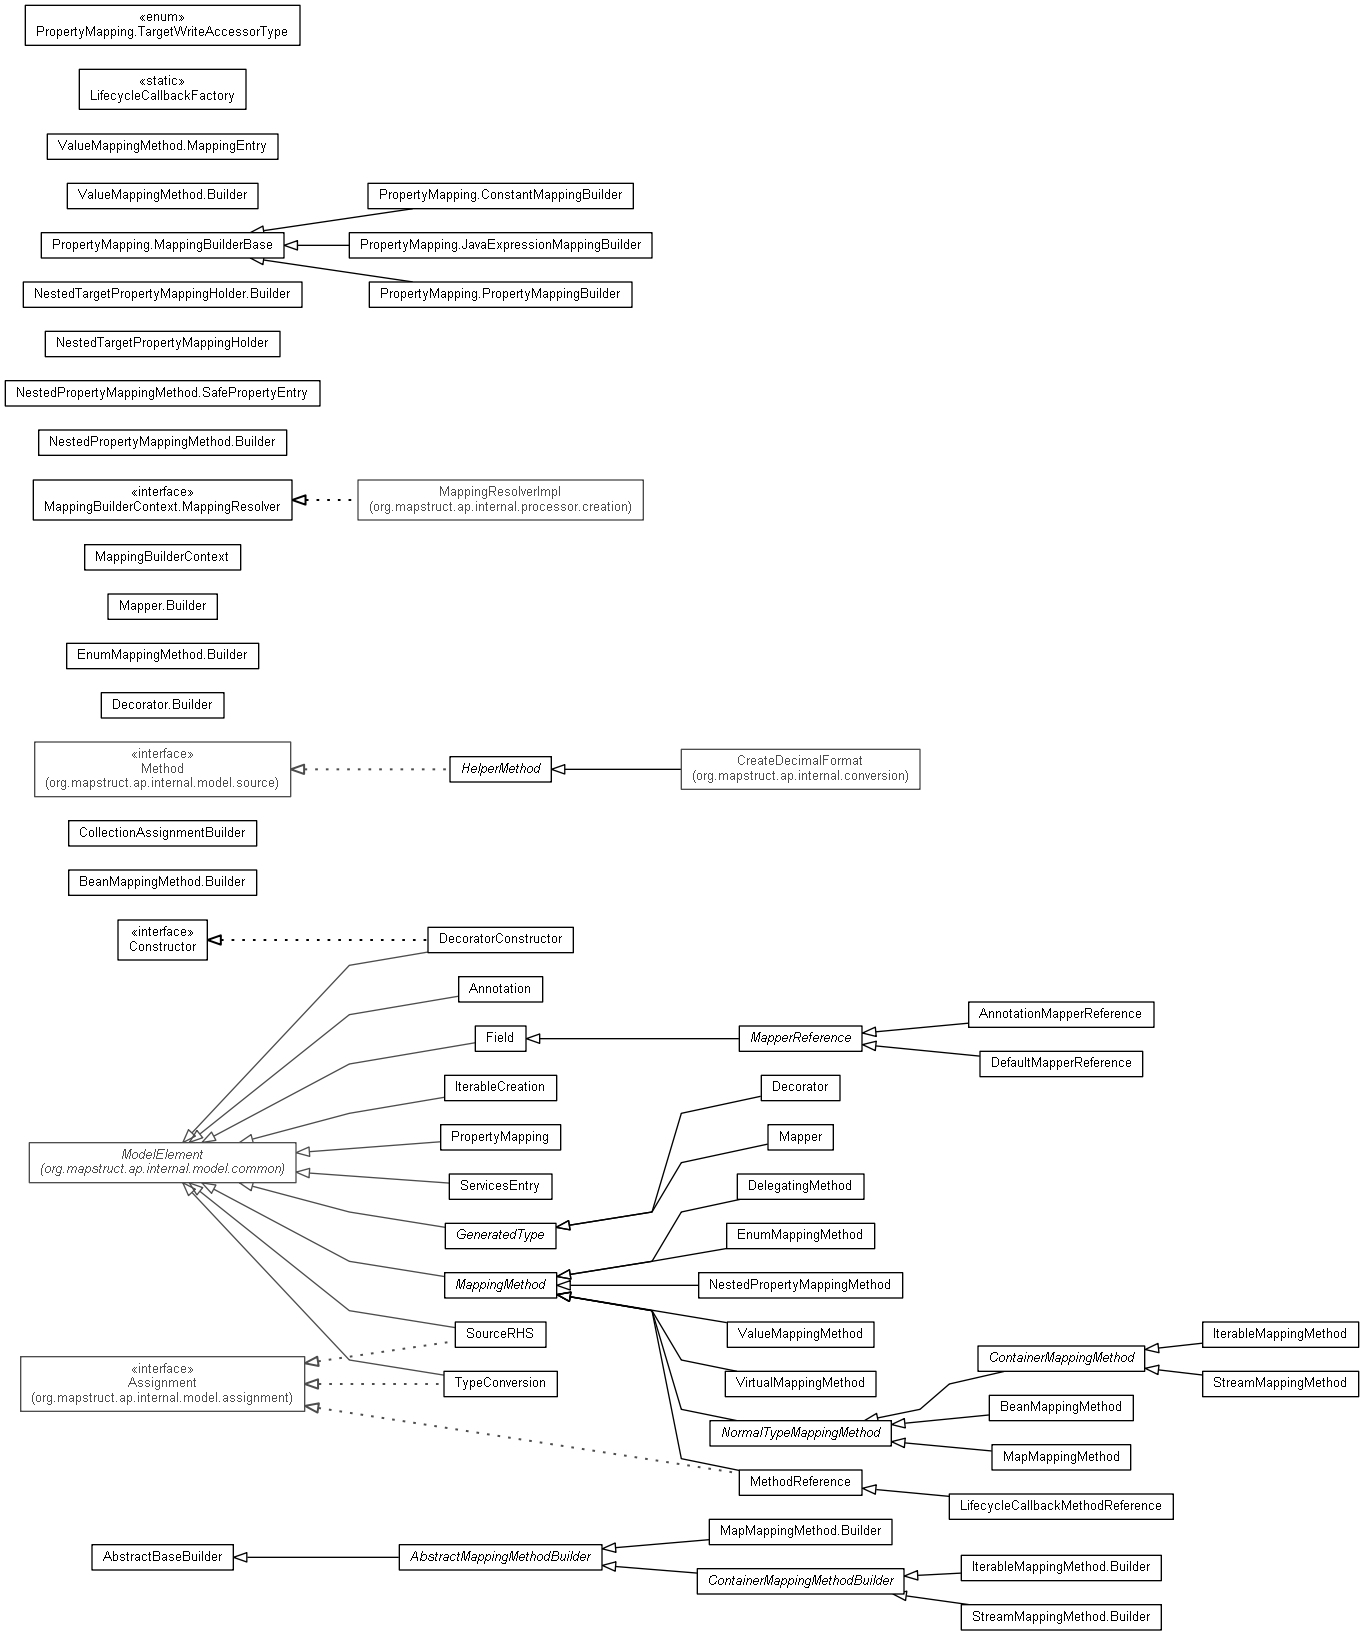 «enum»
PropertyMapping.TargetWriteAccessorType
«static»
LifecycleCallbackFactory
ValueMappingMethod.MappingEntry
ValueMappingMethod.Builder
PropertyMapping.ConstantMappingBuilder
PropertyMapping.MappingBuilderBase
PropertyMapping.JavaExpressionMappingBuilder
NestedTargetPropertyMappingHolder.Builder
PropertyMapping.PropertyMappingBuilder
NestedTargetPropertyMappingHolder
NestedPropertyMappingMethod.SafePropertyEntry
NestedPropertyMappingMethod.Builder
«interface»
MappingBuilderContext.MappingResolver
MappingResolverImpl
(org.mapstruct.ap.internal.processor.creation)
MappingBuilderContext
Mapper.Builder
EnumMappingMethod.Builder
Decorator.Builder
«interface»
Method
(org.mapstruct.ap.internal.model.source)
HelperMethod
CreateDecimalFormat
(org.mapstruct.ap.internal.conversion)
CollectionAssignmentBuilder
BeanMappingMethod.Builder
«interface»
Constructor
DecoratorConstructor
Annotation
AnnotationMapperReference
Field
MapperReference
DefaultMapperReference
IterableCreation
Decorator
PropertyMapping
Mapper
ModelElement
(org.mapstruct.ap.internal.model.common)
ServicesEntry
DelegatingMethod
GeneratedType
EnumMappingMethod
MappingMethod
NestedPropertyMappingMethod
SourceRHS
ValueMappingMethod
IterableMappingMethod
ContainerMappingMethod
«interface»
Assignment
(org.mapstruct.ap.internal.model.assignment)
TypeConversion
VirtualMappingMethod
StreamMappingMethod
BeanMappingMethod
NormalTypeMappingMethod
MapMappingMethod
MethodReference
LifecycleCallbackMethodReference
MapMappingMethod.Builder
AbstractBaseBuilder
AbstractMappingMethodBuilder
IterableMappingMethod.Builder
ContainerMappingMethodBuilder
StreamMappingMethod.Builder